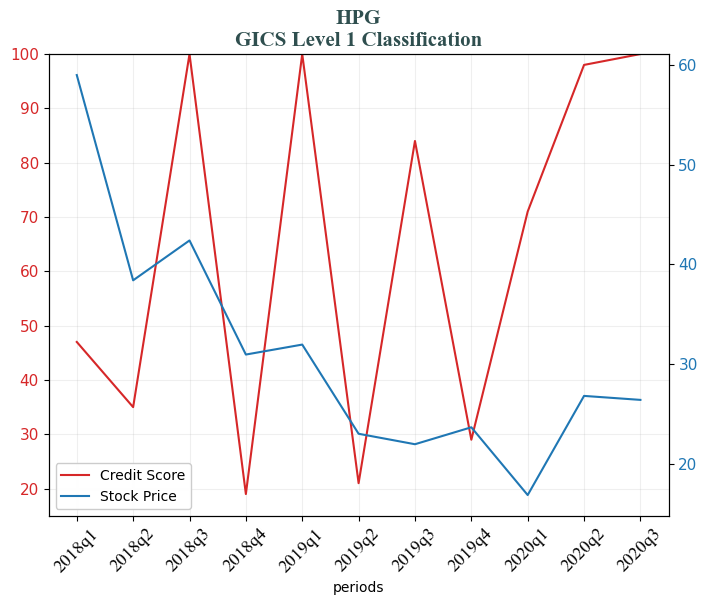 HPG
GICS Level 1 Classification
100
90
80
70
60
50
40
30
20
60
50
40
30
20
Credit Score
Stock Price
2018q1
2018q2
2018q3
2018q4
2019q1
2019q2
2019q3
2019q4
2020q1
2020q2
2020q3
periods